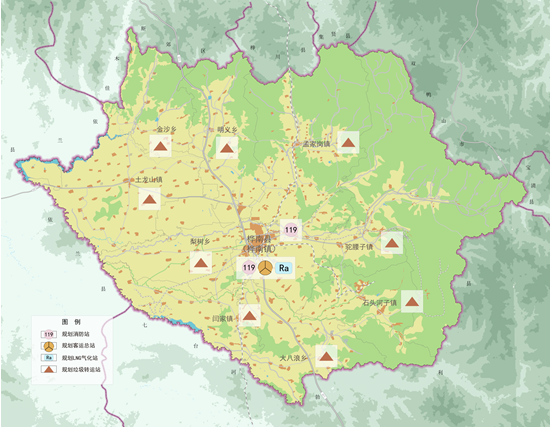 金沙乡
明义乡
孟家岗镇
土龙山镇
梨树乡
桦南县
(桦南镇)
119
驼腰子镇
119
Ra
石头河子镇
闫家镇
大八浪乡
图 例
119 规划消防站
规划客运总站
Ra 规划LNG气化站
规划垃圾转运站